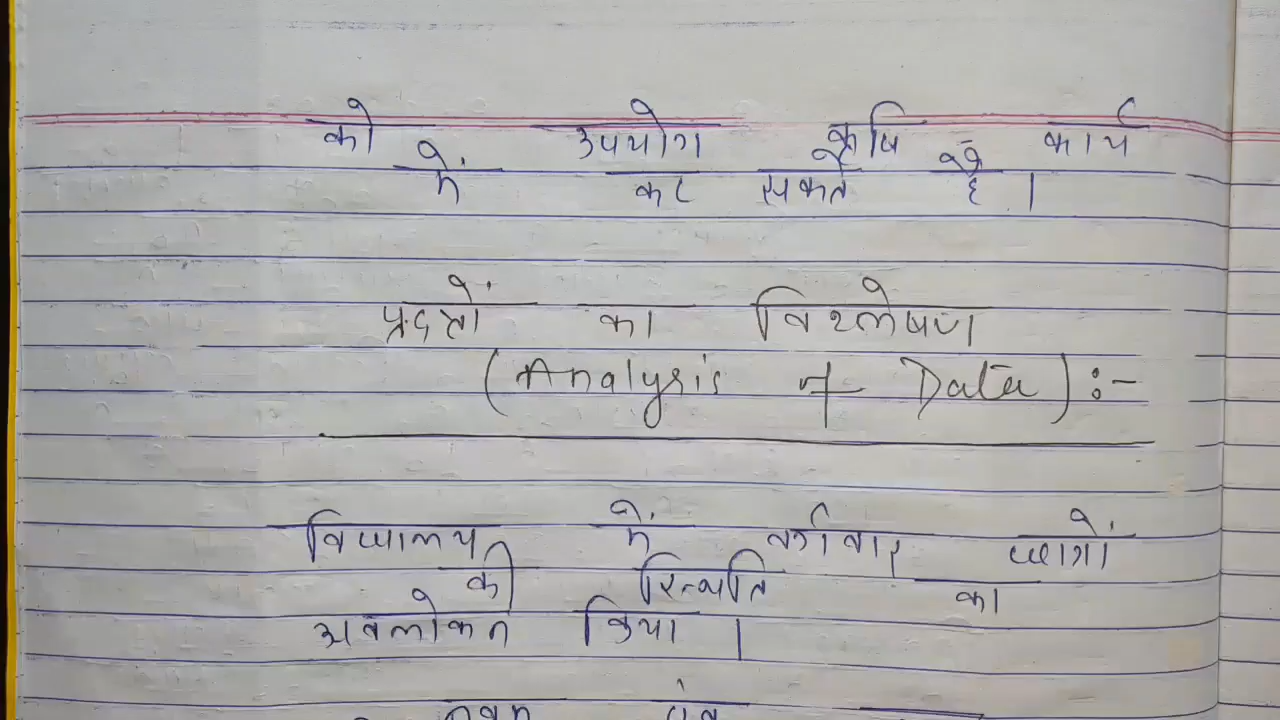 को उपयोग कृषि कार्य
में कर सकते है।
प्रदत्तों का विश्लेषण
(Analysis of Data) :-
विद्यालय में वर्गवार छात्रों
की स्थिति का
अवलोकन किया।